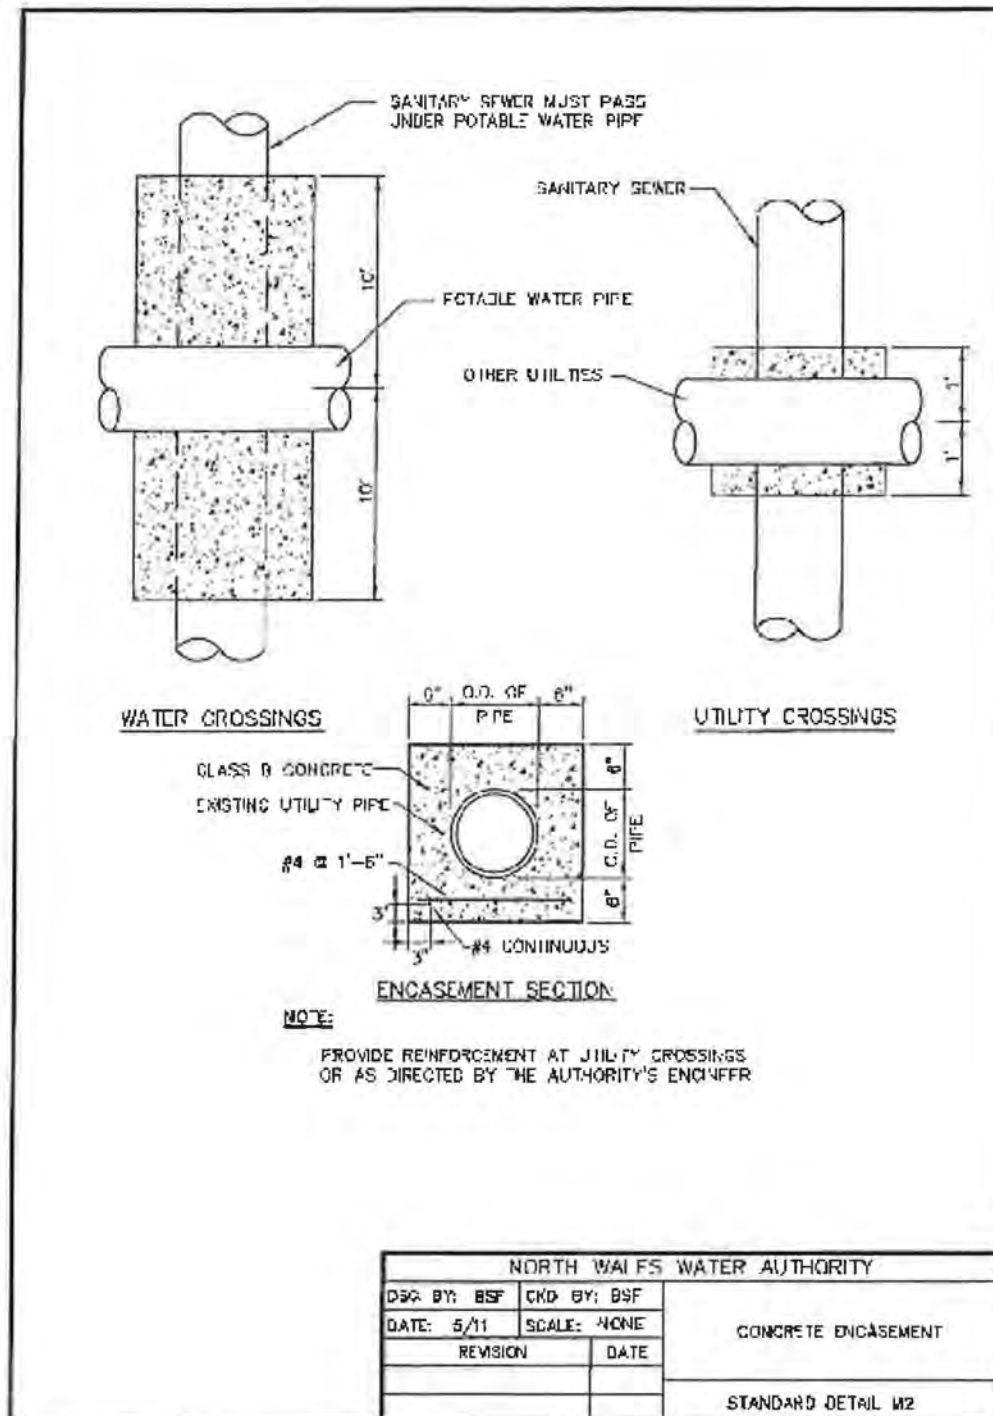 SANITARY SEWER MUST PASS
UNDER POTABLE WATER PIPE
SANITARY SEWER
10'
POTABLE WATER PIPE
OTHER UTILITIES
1'
1'
10'
WATER CROSSINGS
UTILITY CROSSINGS
6" O.D. OF 6"
PIPE
CLASS B CONCRETE
EXISTING UTILITY PIPE
#4 @ 1'-6"
6"
O.D. OF
PIPE
6"
3"
3"
#4 CONTINUOUS
ENCASEMENT SECTION
NOTE:
PROVIDE REINFORCEMENT AT UTILITY CROSSINGS
OR AS DIRECTED BY THE AUTHORITY'S ENGINEER
NORTH WALES WATER AUTHORITY
DSG BY: BSF CKD BY: BSF
DATE: 5/11 SCALE: NONE
CONCRETE ENCASEMENT
REVISION DATE
STANDARD DETAIL M2